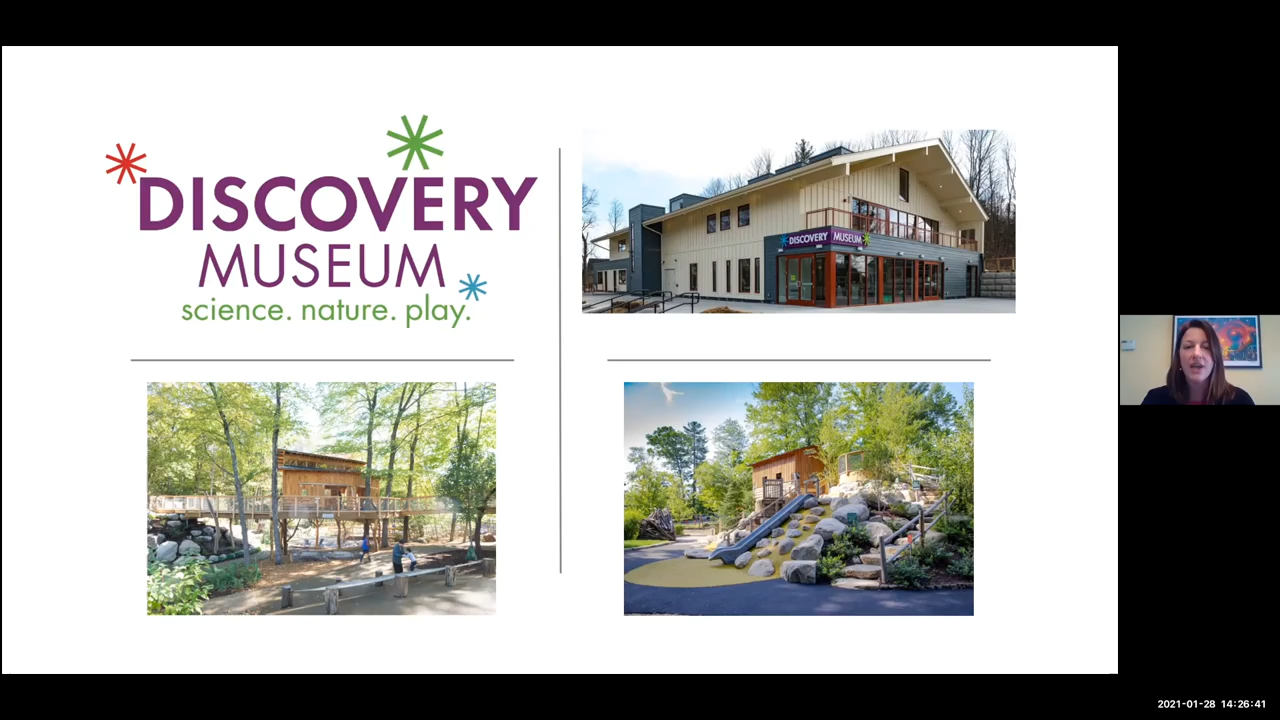 DISCOVERY
MUSEUM
science. nature. play.
DISCOVERY MUSEUM
2021-01-28 14:26:41